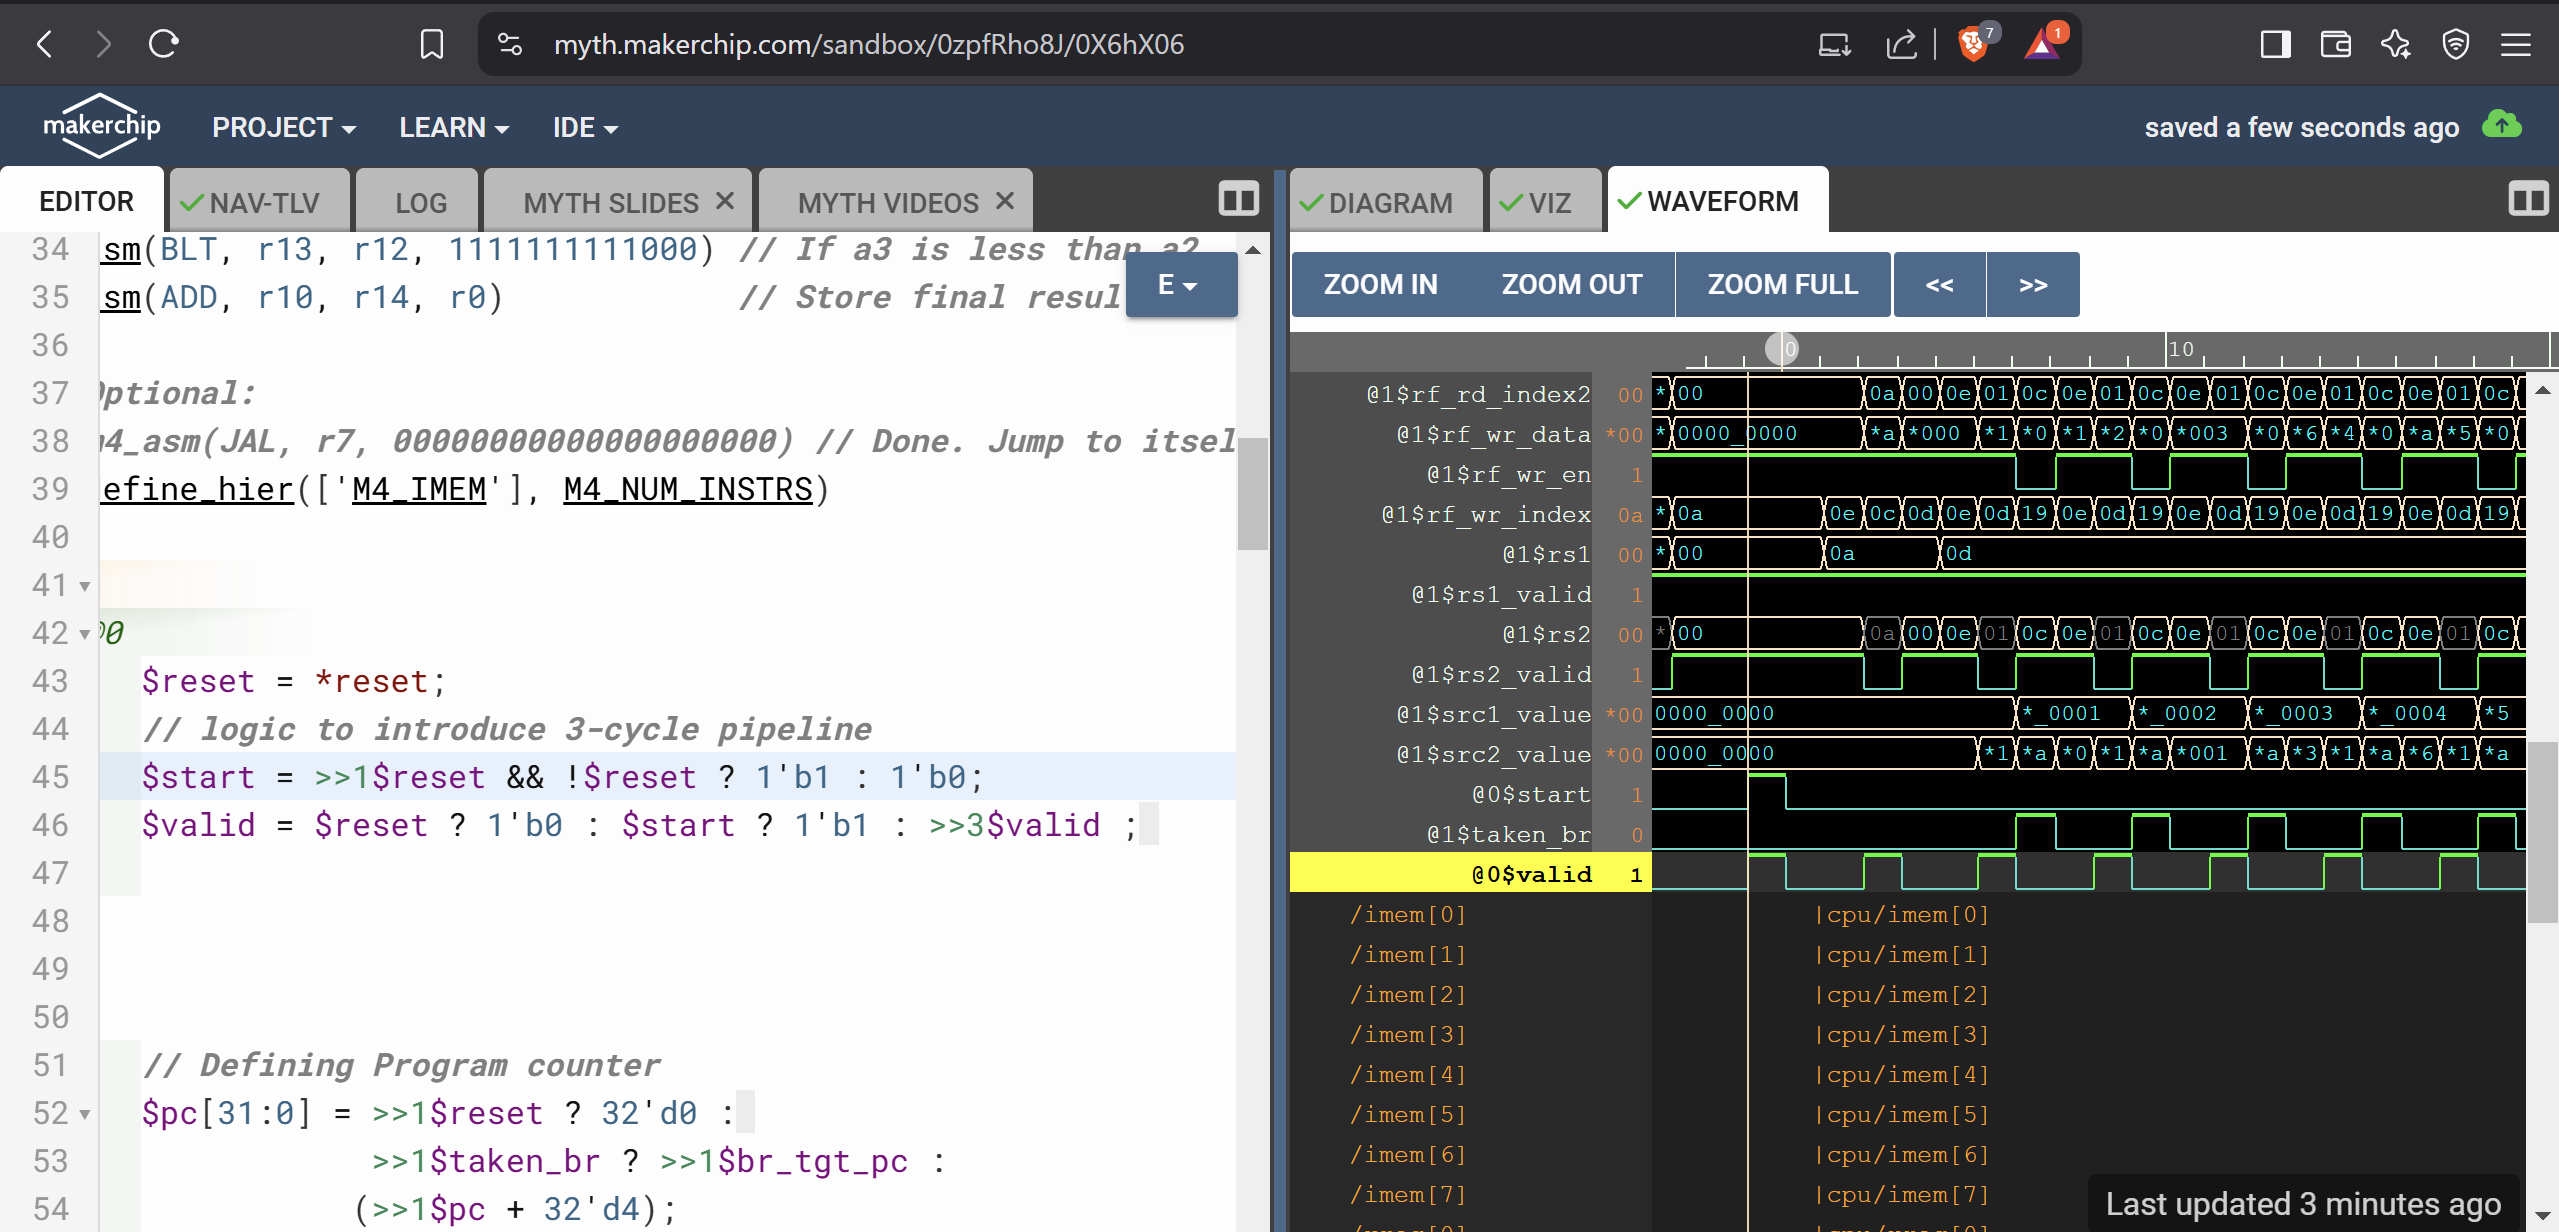 myth.makerchip.com/sandbox/0zpfRho8J/0X6hX06
7
1
makerchip
PROJECT
LEARN
IDE
saved a few seconds ago
EDITOR
NAV-TLV
LOG
MYTH SLIDES
MYTH VIDEOS
34 sm(BLT, r13, r12, 1111111111000) // If a3 is less than a2
35 sm(ADD, r10, r14, r0) // Store final resul
E
36
37 Optional:
38 m4_asm(JAL, r7, 00000000000000000000) // Done. Jump to itsel
39 efine_hier(['M4_IMEM'], M4_NUM_INSTRS)
40
41
42 @0
43 $reset = *reset;
44 // logic to introduce 3-cycle pipeline
45 $start = >>1$reset && !$reset ? 1'b1 : 1'b0;
46 $valid = $reset ? 1'b0 : $start ? 1'b1 : >>3$valid ;
47
48
49
50
51 // Defining Program counter
52 $pc[31:0] = >>1$reset ? 32'd0 :
53 >>1$taken_br ? >>1$br_tgt_pc :
54 (>>1$pc + 32'd4);
DIAGRAM
VIZ
WAVEFORM
ZOOM IN
ZOOM OUT
ZOOM FULL
<<
>>
0 10
@1$rf_rd_index2 00 * 00 0a 00 0e 01 0c 0e 01 0c 0e 01 0c 0e 01 0c 0e 01 0c
@1$rf_wr_data *00 * 0000_0000 *a *000 *1 *0 *1 *2 *0 *003 *0 *6 *4 *0 *a *5 *0
@1$rf_wr_en 1
@1$rf_wr_index 0a * 0a 0e 0c 0d 0e 0d 19 0e 0d 19 0e 0d 19 0e 0d 19 0e 0d 19
@1$rs1 00 * 00 0a 0d
@1$rs1_valid 1
@1$rs2 00 * 00 0a 00 0e 01 0c 0e 01 0c 0e 01 0c 0e 01 0c 0e 01 0c
@1$rs2_valid 1
@1$src1_value *00 0000_0000 *_0001 *_0002 *_0003 *_0004 *5
@1$src2_value *00 0000_0000 *1 *a *0 *1 *a *001 *a *3 *1 *a *6 *1 *a
@0$start 1
@1$taken_br 0
@0$valid 1
/imem[0] |cpu/imem[0]
/imem[1] |cpu/imem[1]
/imem[2] |cpu/imem[2]
/imem[3] |cpu/imem[3]
/imem[4] |cpu/imem[4]
/imem[5] |cpu/imem[5]
/imem[6] |cpu/imem[6]
/imem[7] |cpu/imem[7]
Last updated 3 minutes ago